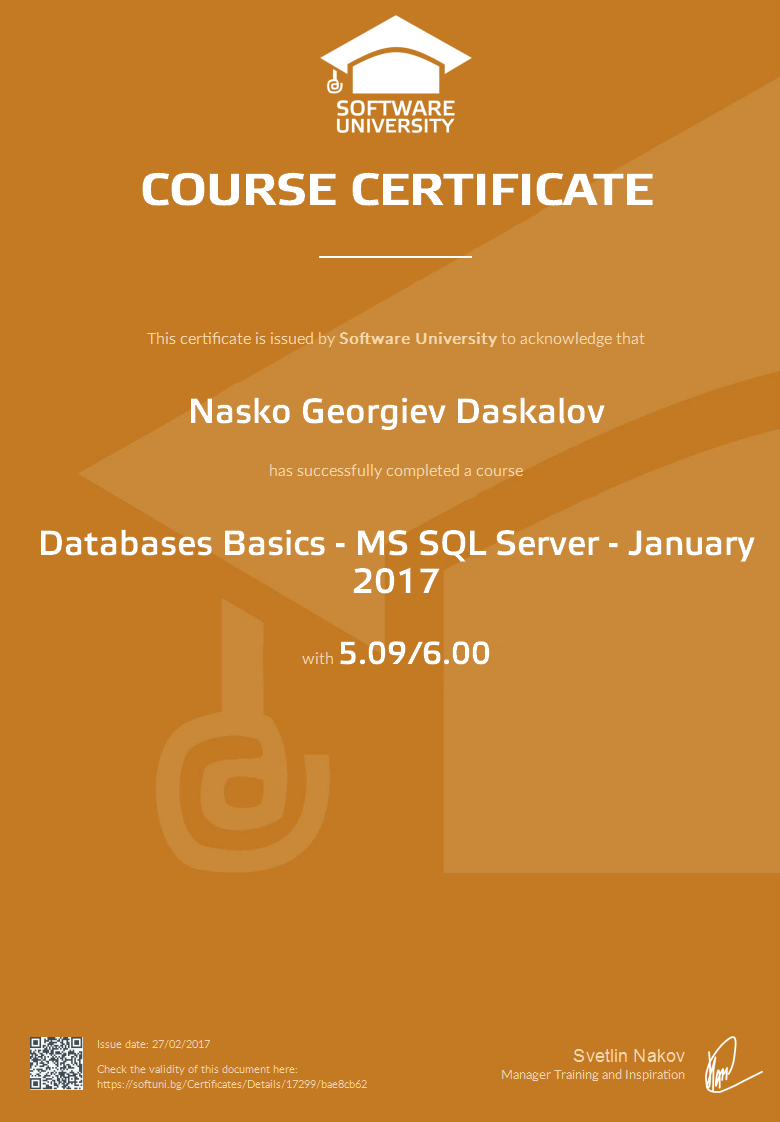 SOFTWARE
UNIVERSITY
COURSE CERTIFICATE
This certificate is issued by Software University to acknowledge that
Nasko Georgiev Daskalov
has successfully completed a course
Databases Basics - MS SQL Server - January
2017
with 5.09/6.00
Issue date: 27/02/2017
Check the validity of this document here:
https://softuni.bg/Certificates/Details/17299/bae8cb62
Svetlin Nakov
Manager Training and Inspiration